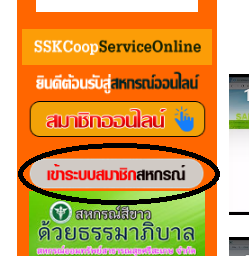 SSKCoopServiceOnline
ยินดีต้อนรับสู่สหกรณ์ออนไลน์
สมาชิกออนไลน์
เข้าระบบสมาชิกสหกรณ์
สหกรณ์สีขาว
ด้วยธรรมาภิบาล